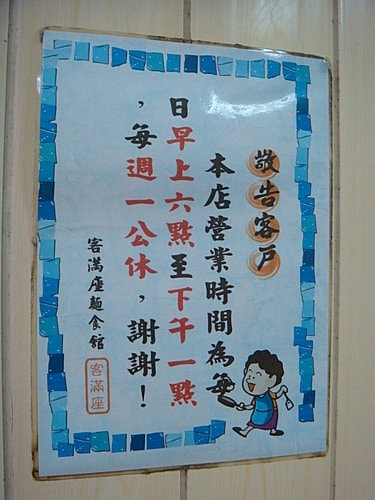 敬告客戶
本店營業時間為每
日早上六點至下午一點
，每週一公休，謝謝！
客滿座麵食館
客滿座